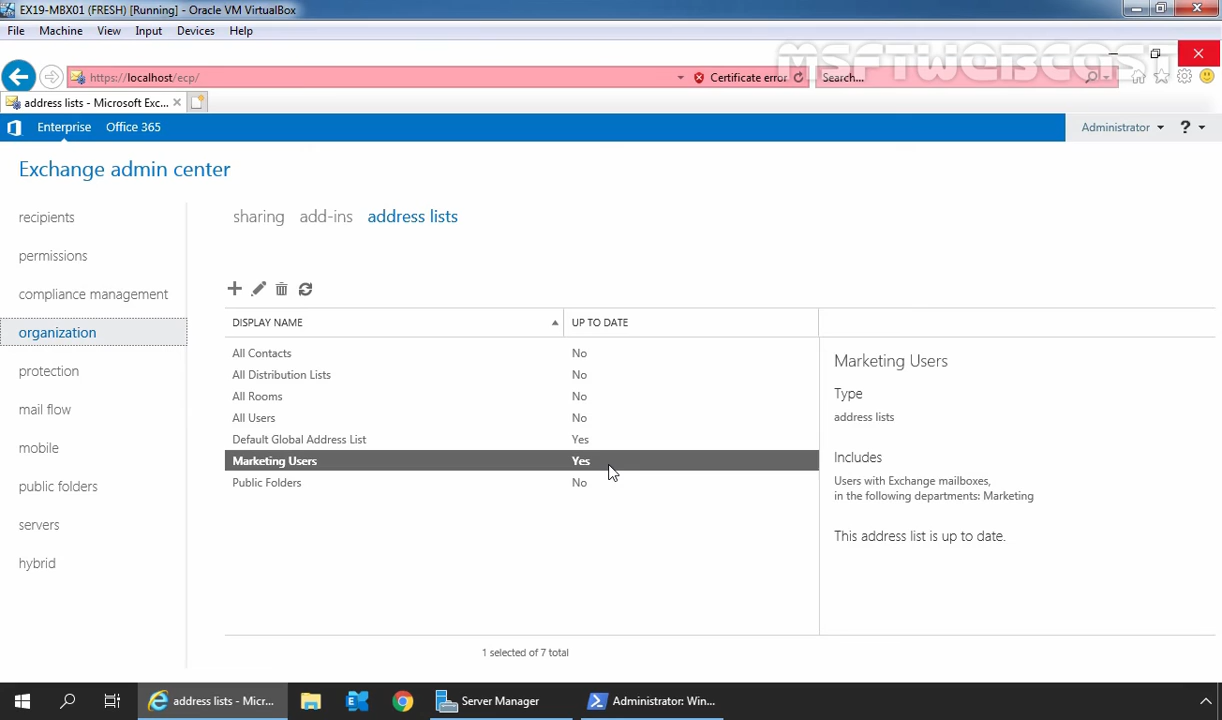 EX19-MBX01 (FRESH) [Running] - Oracle VM VirtualBox
File Machine View Input Devices Help
MSFTWEBCAST
https://localhost/ecp/
Certificate error
Search...
address lists - Microsoft Exc...
Enterprise Office 365
Administrator
?
Exchange admin center
recipients
permissions
compliance management
organization
protection
mail flow
mobile
public folders
servers
hybrid
sharing add-ins address lists
DISPLAY NAME UP TO DATE
All Contacts No
All Distribution Lists No
All Rooms No
All Users No
Default Global Address List Yes
Marketing Users Yes
Public Folders No
Marketing Users
Type
address lists
Includes
Users with Exchange mailboxes,
in the following departments: Marketing
This address list is up to date.
1 selected of 7 total
address lists - Micr...
Server Manager
Administrator: Win...